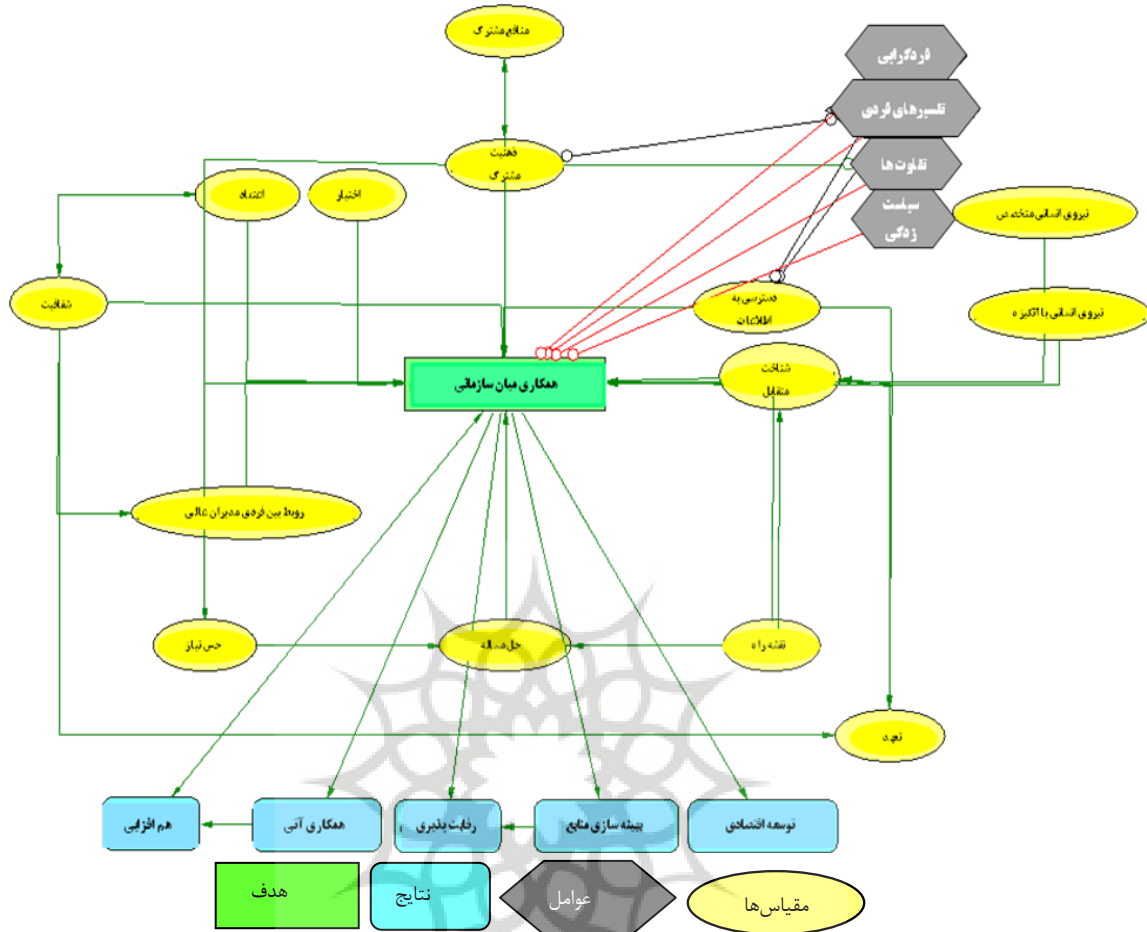 منافع مشترک
فردگرایی
تفسیرهای فردی
ذهنیت
مشترک
تفاوت ها
اعتماد
اختیار
سیاست
زدگی
نیروی انسانی متخصص
شفافیت
دسترسی به
اطلاعات
نیروی انسانی با انگیزه
همکاری میان سازمانی
شناخت
متقابل
روبط بین فردی مدیران عالی
حس نیاز
حل مساله
نقشه راه
تعهد
توسعه اقتصادی
بهینه سازی منابع
رقابت پذیری
همکاری آتی
هم افزایی
مقیاس‌ها
عوامل
نتایج
هدف